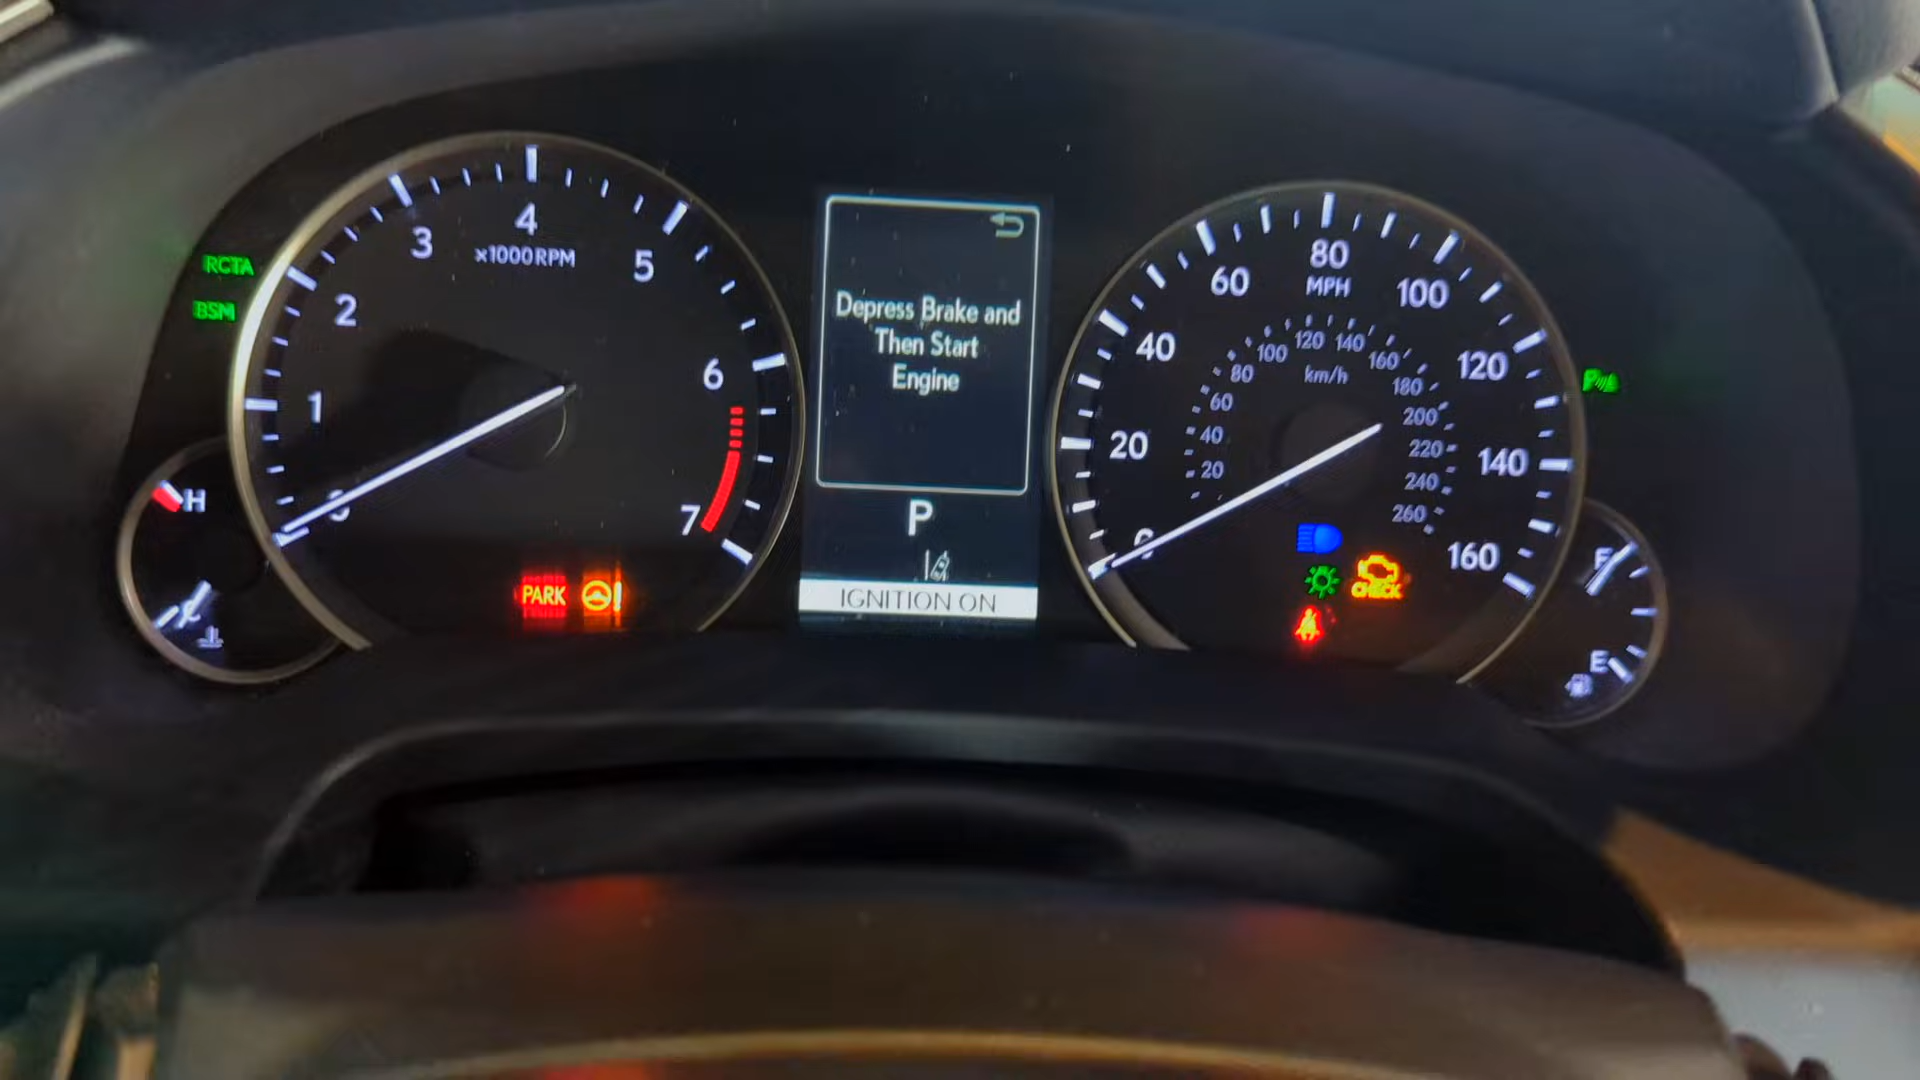 RCTA
BSM
0
1
2
3
4
5
6
7
×1000RPM
H
PARK
Depress Brake and
Then Start
Engine
P
IGNITION ON
0
20
40
60
80
100
120
140
160
MPH
20
40
60
80
100
120
140
160
180
200
220
240
260
km/h
CHECK
F
E